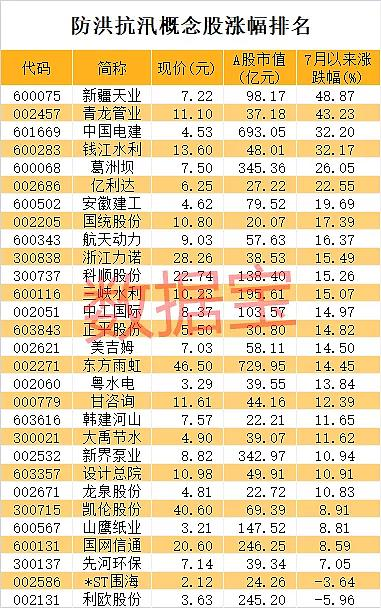 防洪抗汛概念股涨幅排名
代码 简称 现价(元) A股市值(亿元) 7月以来涨跌幅(%)
600075 新疆天业 7.22 98.17 48.87
002457 青龙管业 11.10 37.18 43.23
601669 中国电建 4.53 693.05 32.20
600283 钱江水利 13.60 48.01 32.17
600068 葛洲坝 7.50 345.36 26.05
002686 亿利达 6.25 27.22 22.55
600502 安徽建工 4.62 79.52 19.69
002205 国统股份 10.80 20.07 17.39
600343 航天动力 9.03 57.63 16.37
300838 浙江力诺 28.26 38.53 15.49
300737 科顺股份 22.74 138.40 15.26
600116 三峡水利 10.23 195.61 15.07
002051 中工国际 8.37 103.57 14.97
603843 正平股份 5.50 30.80 14.82
002621 美吉姆 7.03 58.11 14.50
002271 东方雨虹 46.50 729.95 14.45
002060 粤水电 3.29 39.55 13.84
000779 甘咨询 11.61 44.16 12.39
603616 韩建河山 7.57 22.21 11.65
300021 大禹节水 4.90 39.07 11.62
002532 新界泵业 8.82 342.97 10.94
603357 设计总院 10.98 49.91 10.91
002671 龙泉股份 4.81 22.72 10.83
300715 凯伦股份 40.60 69.39 8.91
600567 山鹰纸业 3.21 147.52 8.81
600131 国网信通 20.60 246.25 8.59
300137 先河环保 7.14 39.34 7.05
002586 *ST围海 2.12 24.26 -3.64
002131 利欧股份 3.63 245.20 -5.96
数据宝